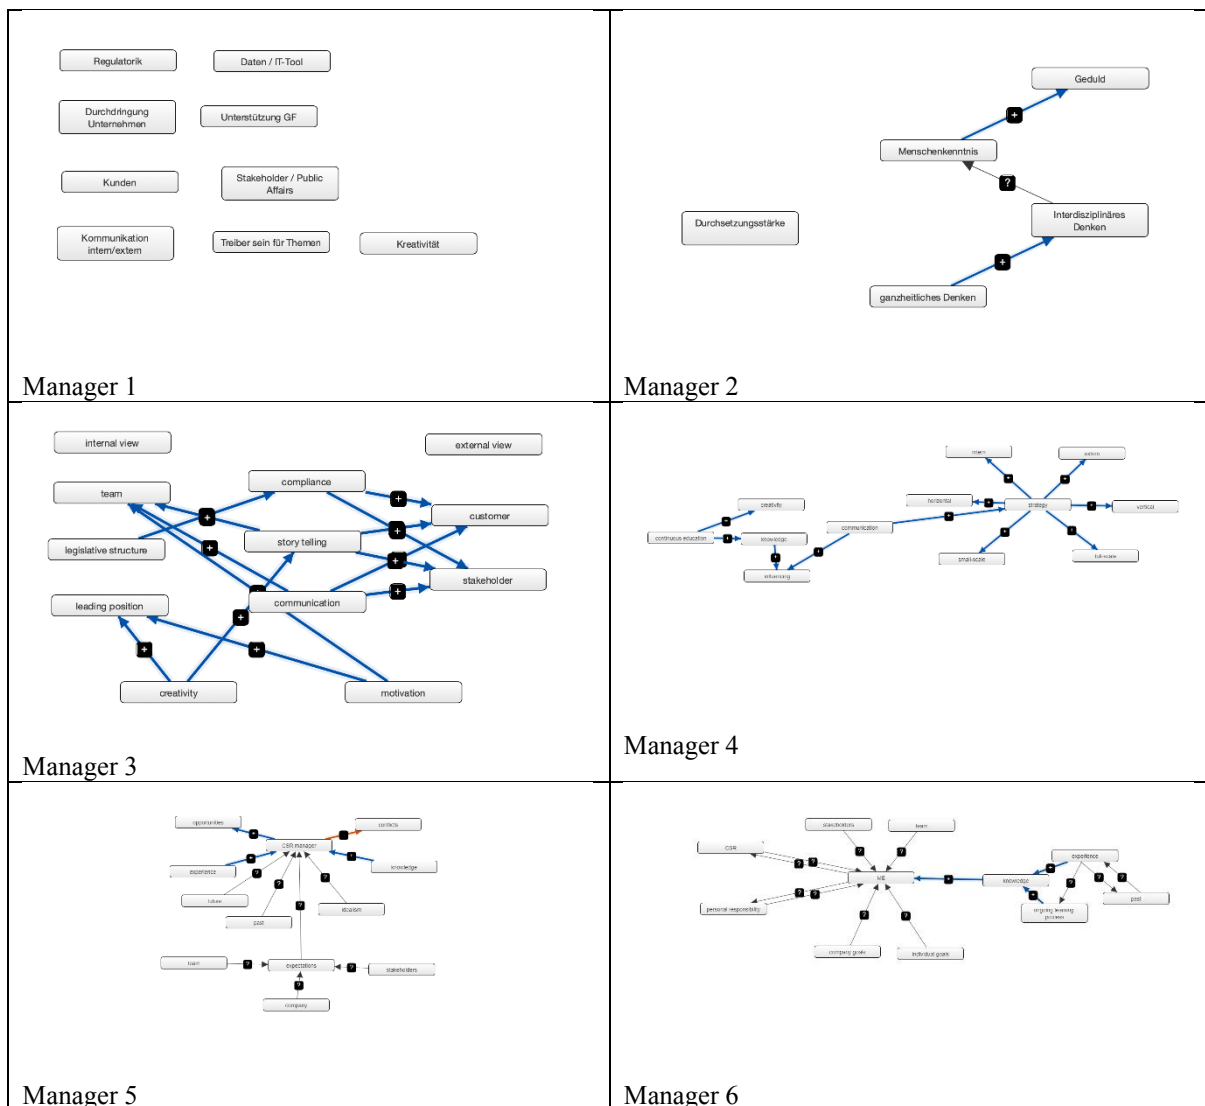 Regulatorik
Daten / IT-Tool
Durchdringung
Unternehmen
Unterstützung GF
Kunden
Stakeholder / Public
Affairs
Kommunikation
intern/extern
Treiber sein für Themen
Kreativität
Manager 1
Geduld
+
Menschenkenntnis
?
Durchsetzungsstärke
Interdisziplinäres
Denken
+
ganzheitliches Denken
Manager 2
internal view
external view
compliance
team
+
+
customer
+
+
legislative structure
story telling
+
+
+
stakeholder
communication
+
leading position
+
+
+
creativity
motivation
Manager 3
intern
extern
+
+
horizontal
+
strategy
+
vertical
creativity
+
communication
+
continuous education
+
knowledge
+
+
+
+
small-scale
full-scale
+
influencing
Manager 4
opportunities
conflicts
+
+
CSR manager
+
+
experience
knowledge
?
?
?
future
idealism
past
?
team
?
expectations
?
stakeholders
?
company
Manager 5
stakeholders
team
?
?
CSR
?
?
experience
ME
+
knowledge
+
?
?
?
personal responsibility
?
?
+
ongoing learning
process
past
?
?
company goals
individual goals
Manager 6